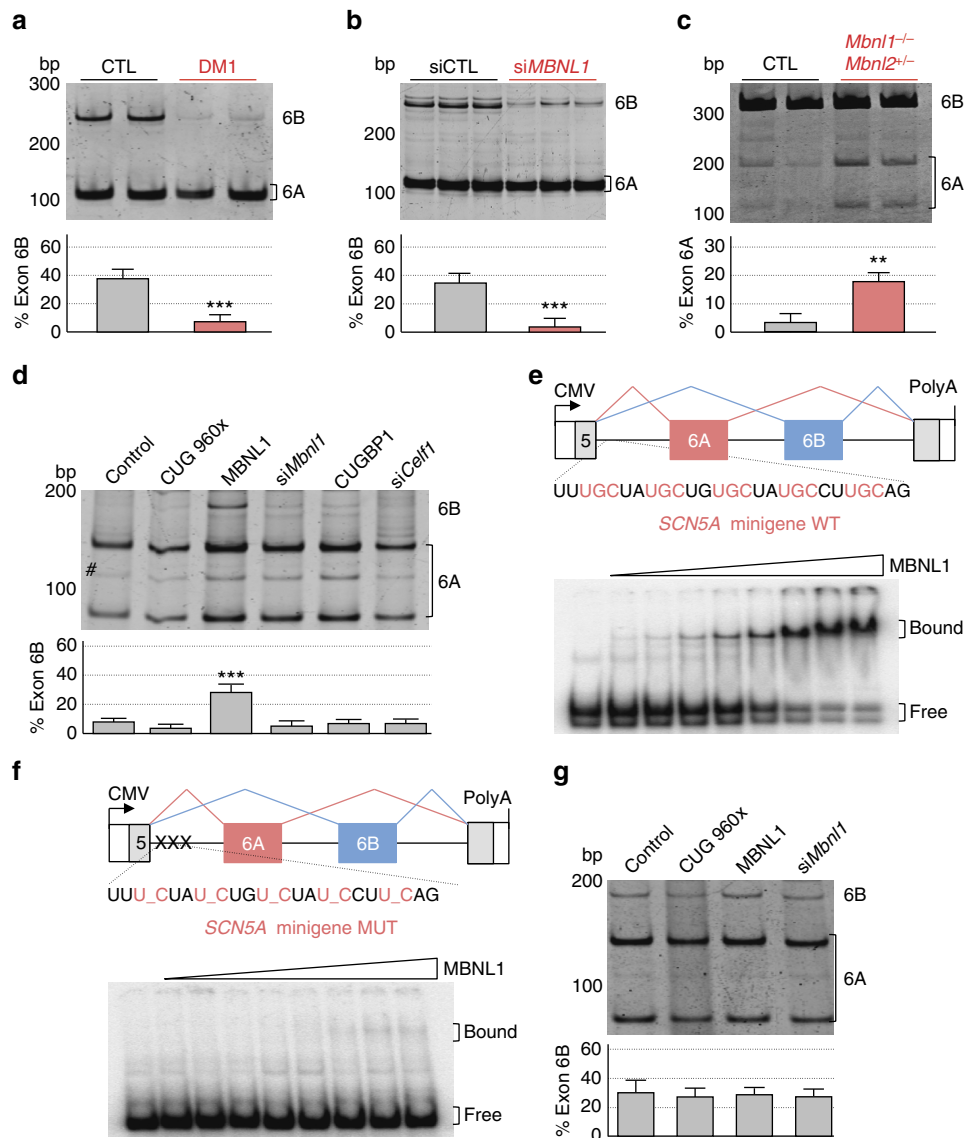 a
bp
CTL
DM1
300
200
100
6B
6A
% Exon 6B
60
40
20
0
***
b
bp
siCTL
siMBNL1
200
100
6B
6A
% Exon 6B
60
40
20
0
***
c
bp
CTL
Mbnl1–/–
Mbnl2+/–
300
200
100
6B
6A
% Exon 6A
30
20
10
0
**
d
bp
Control
CUG 960x
MBNL1
siMbnl1
CUGBP1
siCelf1
200
100
#
6B
6A
% Exon 6B
60
40
20
0
***
e
CMV
PolyA
5
6A
6B
UUUGCUAUGCUGUGCUAUGCCUUGCAG
SCN5A minigene WT
MBNL1
Bound
Free
f
CMV
PolyA
5
XXX
6A
6B
UUU_CUAU_CUGU_CUAU_CCUU_CAG
SCN5A minigene MUT
MBNL1
Bound
Free
g
bp
Control
CUG 960x
MBNL1
siMbnl1
200
100
6B
6A
% Exon 6B
60
40
20
0